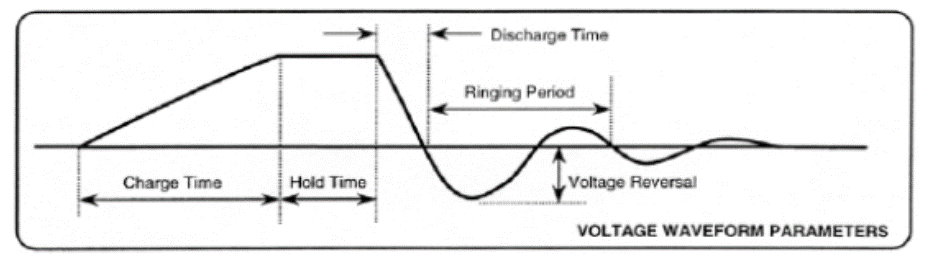 Discharge Time
Ringing Period
Charge Time
Hold Time
Voltage Reversal
VOLTAGE WAVEFORM PARAMETERS